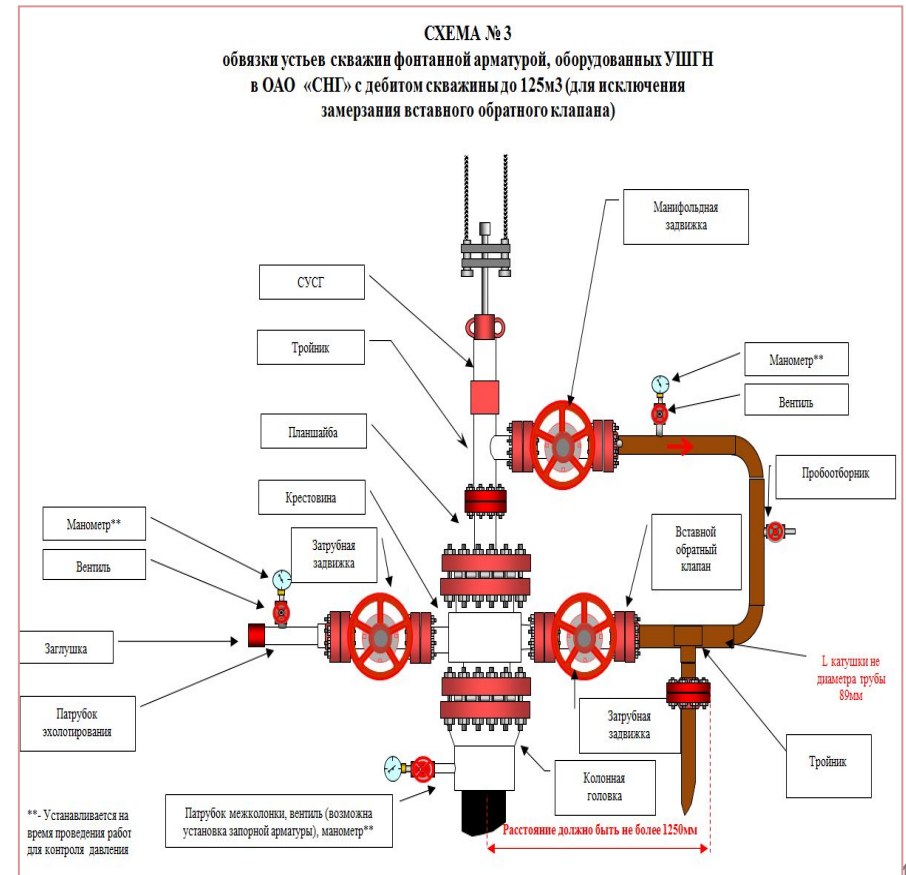 СХЕМА № 3
обвязки устьев скважин фонтанной арматурой, оборудованных УШГН
в ОАО «СНГ» с дебитом скважины до 125м3 (для исключения
замерзания вставного обратного клапана)
Манифольдная
задвижка
СУСГ
Тройник
Манометр**
Вентиль
Планшайба
Пробоотборник
Крестовина
Манометр**
Затрубная
задвижка
Вставной
обратный
клапан
Вентиль
Заглушка
L катушки не
диаметра трубы
89мм
Патрубок
эхолотирования
Затрубная
задвижка
Тройник
Колонная
головка
**- Устанавливается на
время проведения работ
для контроля давления
Патрубок межколонки, вентиль (возможна
установка запорной арматуры), манометр**
Расстояние должно быть не более 1250мм